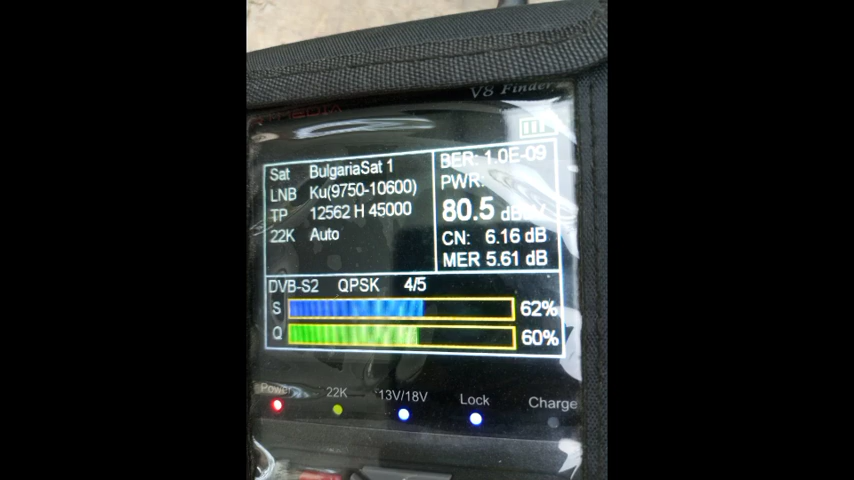 V8 Finder
Sat BulgariaSat 1
LNB Ku(9750-10600)
TP 12562 H 45000
22K Auto
BER: 1.0E-09
PWR:
80.5
CN: 6.16 dB
MER 5.61 dB
DVB-S2 QPSK 4/5
S 62%
Q 60%
Power 22K 13V/18V Lock Charge